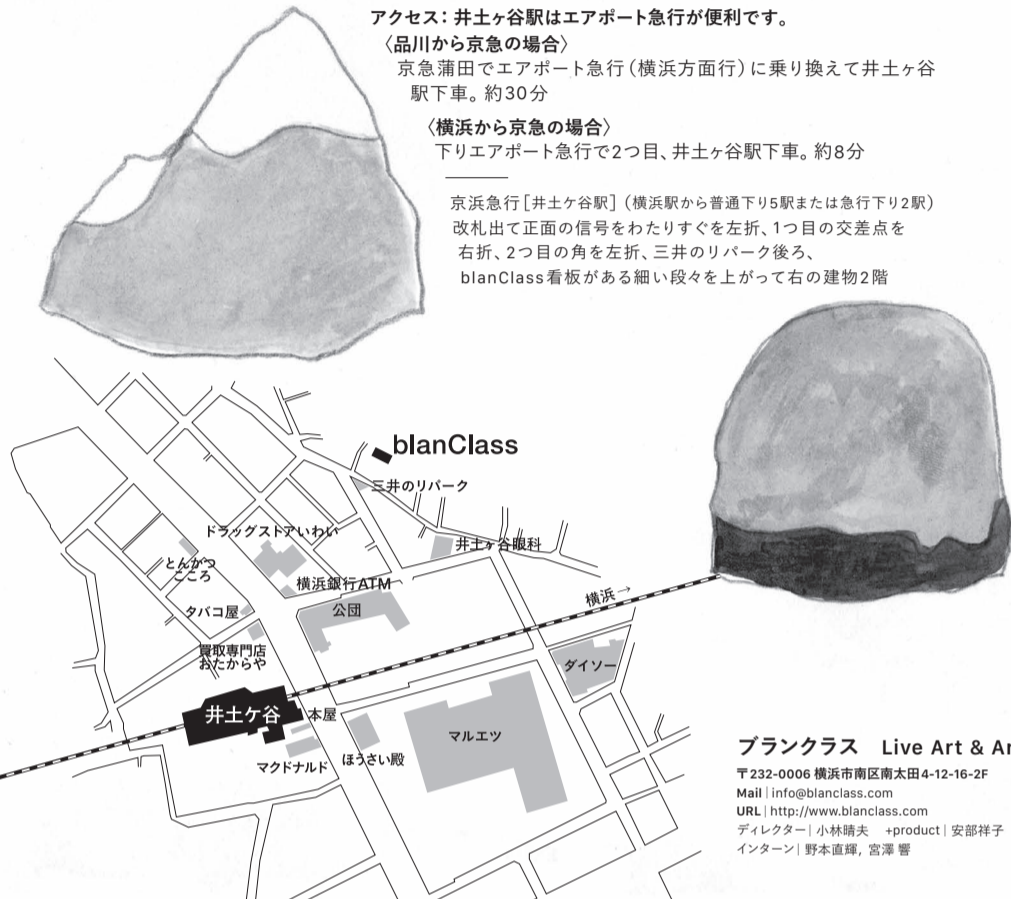 アクセス：井土ヶ谷駅はエアポート急行が便利です。
〈品川から京急の場合〉
京急蒲田でエアポート急行（横浜方面行）に乗り換えて井土ヶ谷
駅下車。約30分
〈横浜から京急の場合〉
下りエアポート急行で2つ目、井土ヶ谷駅下車。約8分
京浜急行［井土ケ谷駅］（横浜駅から普通下り5駅または急行下り2駅）
改札出て正面の信号をわたりすぐを左折、1つ目の交差点を
右折、2つ目の角を左折、三井のリパーク後ろ、
blanClass看板がある細い段々を上がって右の建物2階
blanClass
三井のリパーク
ドラッグストアいわい
井土ヶ谷眼科
とんかつ
こころ
横浜銀行ATM
横浜→
タバコ屋
公団
買取専門店
おたからや
ダイソー
井土ケ谷
本屋
マルエツ
ほうさい殿
マクドナルド
ブランクラス Live Art & Ar
〒232-0006 横浜市南区南太田4-12-16-2F
Mail｜info@blanclass.com
URL｜http://www.blanclass.com
ディレクター｜小林晴夫 +product｜安部祥子
インターン｜野本直輝, 宮澤 響